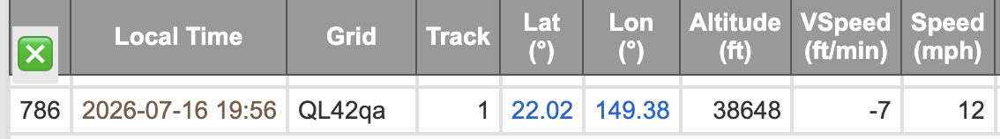 Local Time Grid Track Lat (°) Lon (°) Altitude (ft) VSpeed (ft/min) Speed (mph)
786 2026-07-16 19:56 QL42qa 1 22.02 149.38 38648 -7 12